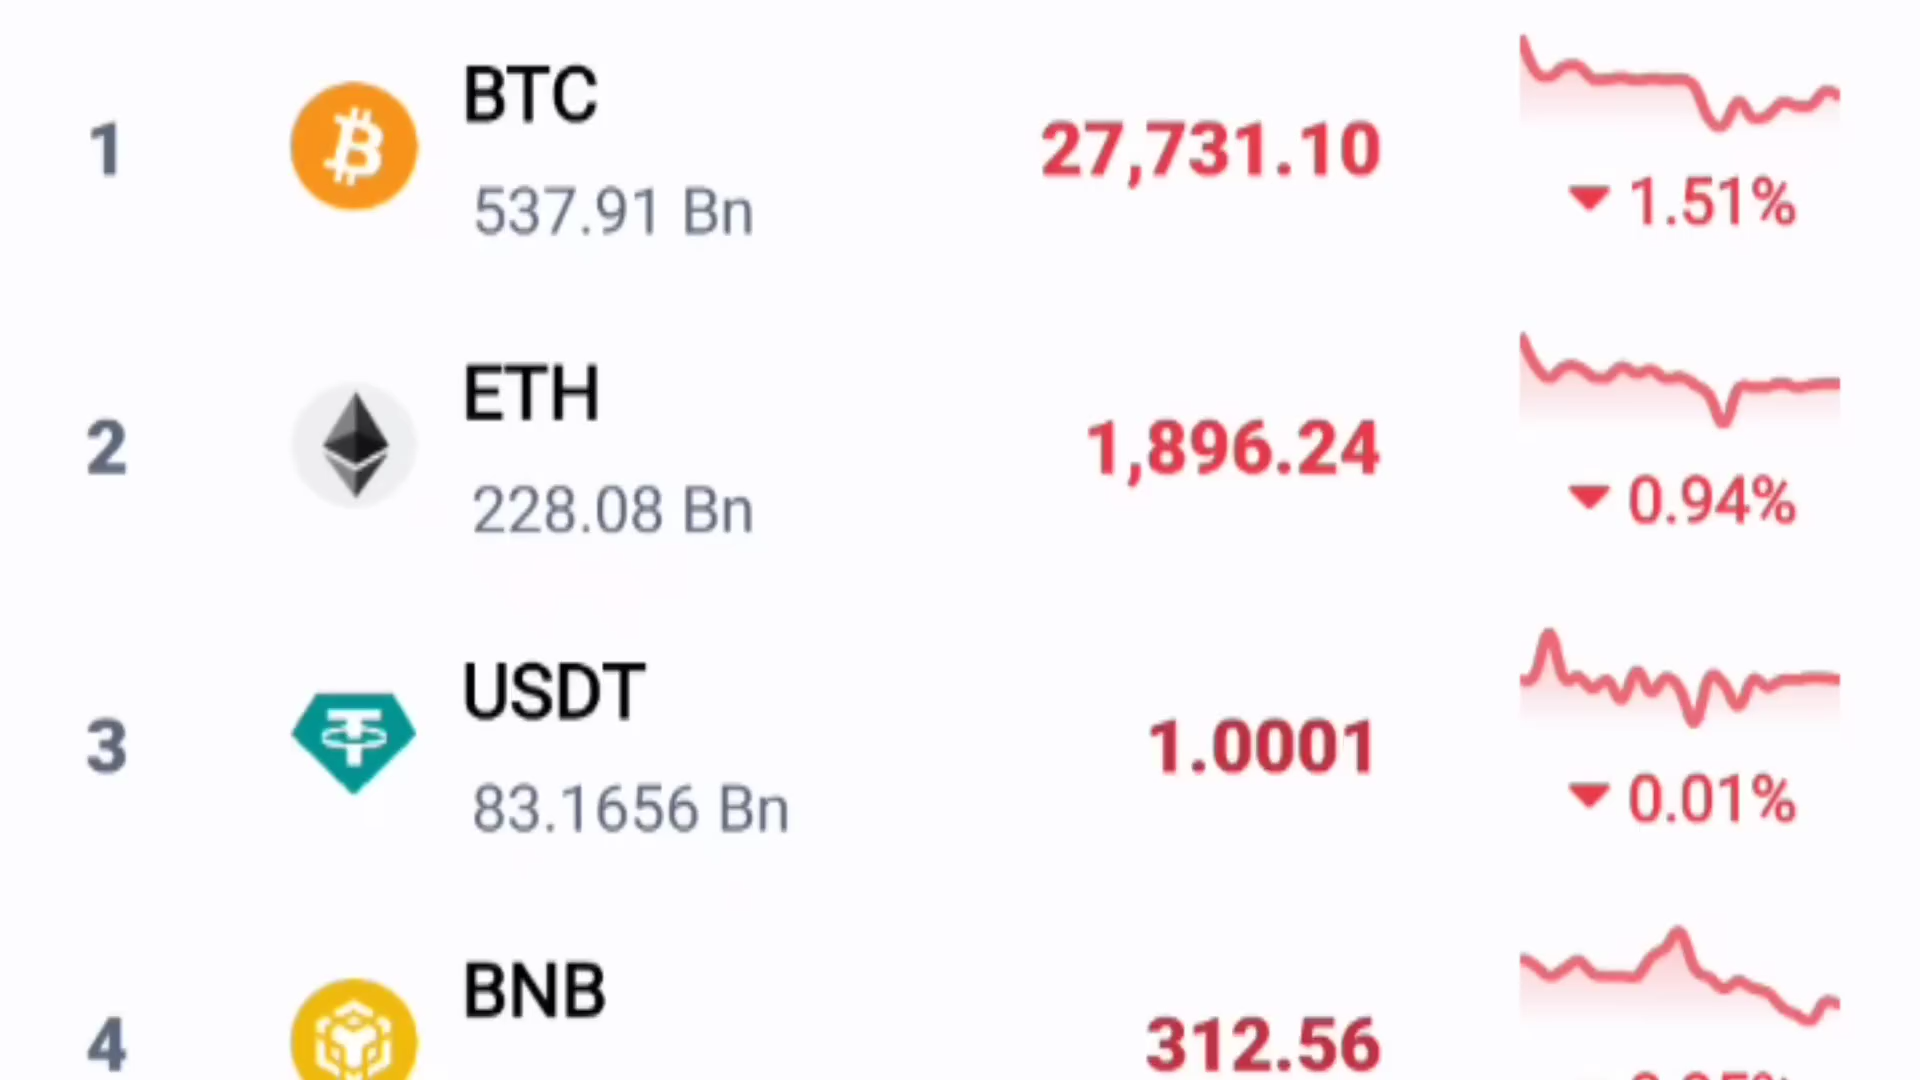 1
BTC
537.91 Bn
27,731.10
1.51%
2
ETH
228.08 Bn
1,896.24
0.94%
3
USDT
83.1656 Bn
1.0001
0.01%
4
BNB
312.56